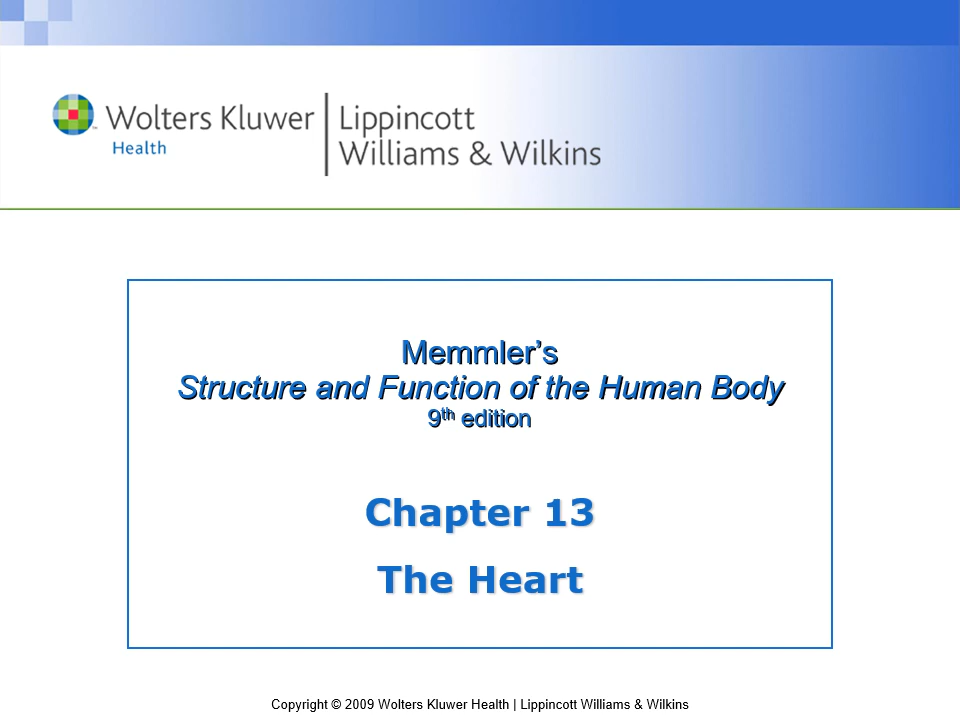 Wolters Kluwer
Health
Lippincott
Williams & Wilkins
Memmler’s
Structure and Function of the Human Body
9th edition
Chapter 13
The Heart
Copyright © 2009 Wolters Kluwer Health | Lippincott Williams & Wilkins